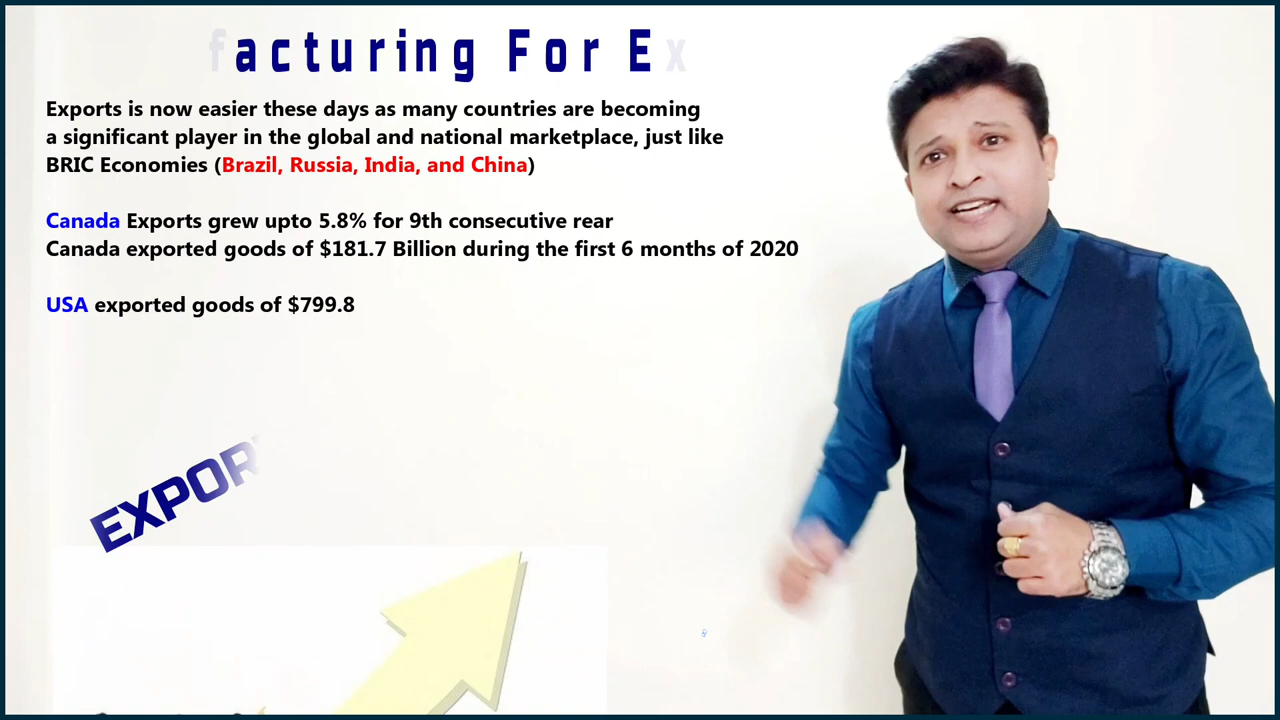 facturing For Ex
Exports is now easier these days as many countries are becoming
a significant player in the global and national marketplace, just like
BRIC Economies (Brazil, Russia, India, and China)
Canada Exports grew upto 5.8% for 9th consecutive rear
Canada exported goods of $181.7 Billion during the first 6 months of 2020
USA exported goods of $799.8
EXPOR